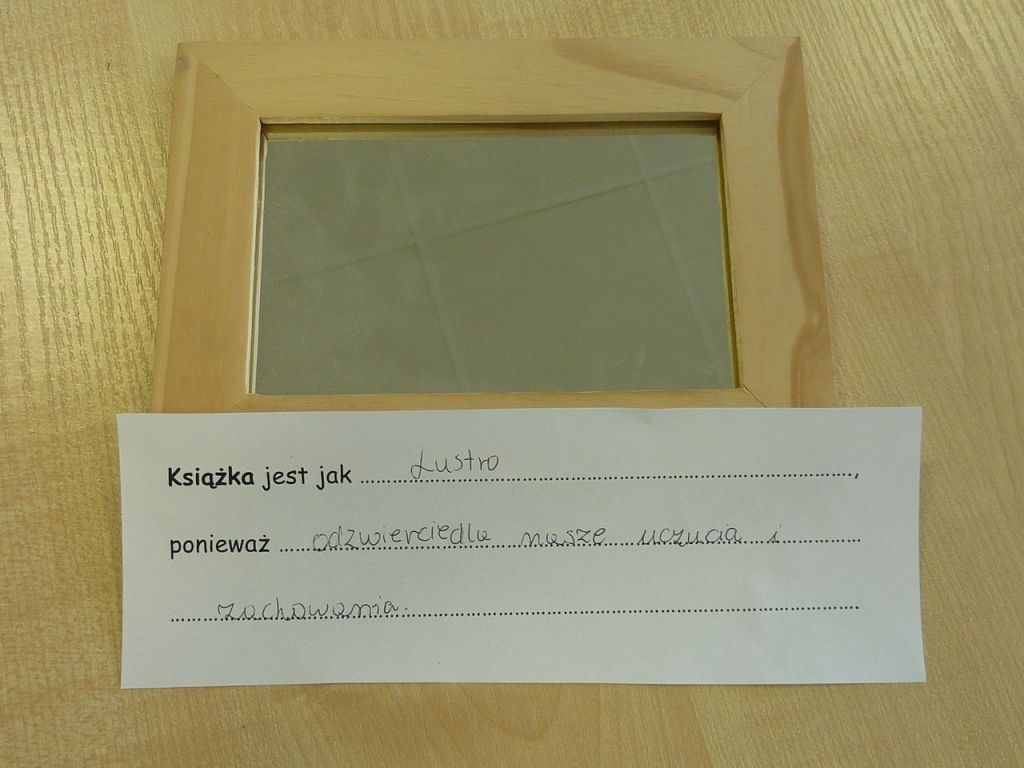 Książka jest jak Lustro ,
ponieważ odzwierciedla nasze uczucia i
zachowania.